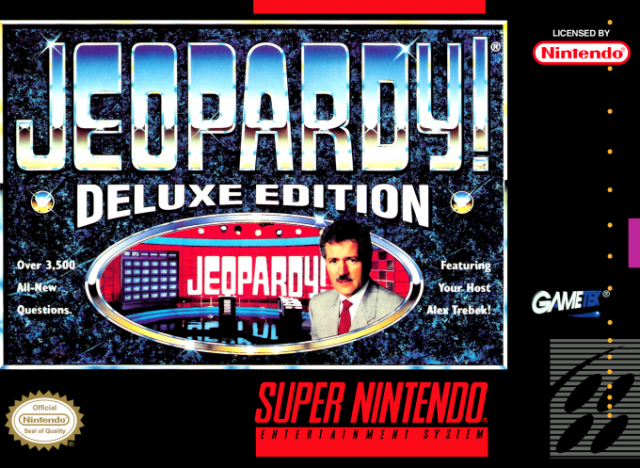 LICENSED BY
Nintendo®
JEOPARDY!®
DELUXE EDITION
Over 3,500
All-New
Questions.
JEOPARDY!
Featuring
Your Host
Alex Trebek!
GAMETEK®
Official
Nintendo
Seal of Quality
SUPER NINTENDO®
ENTERTAINMENT SYSTEM